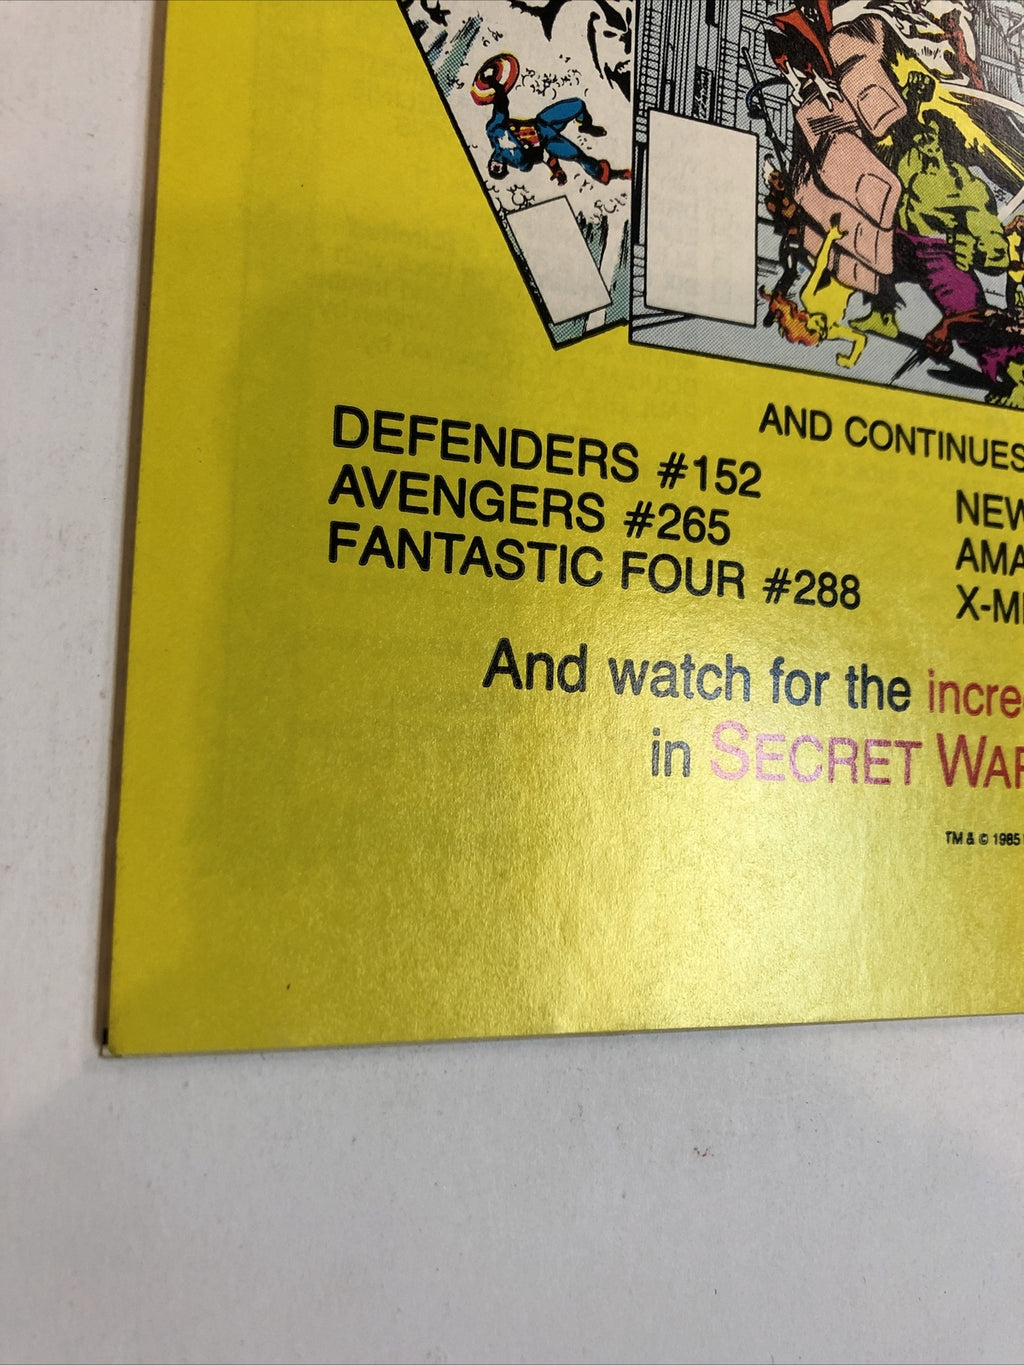 AND CONTINUES
DEFENDERS #152
AVENGERS #265
FANTASTIC FOUR #288
NEW
AMA
X-M
And watch for the incre
in SECRET WAR
TM & © 1985